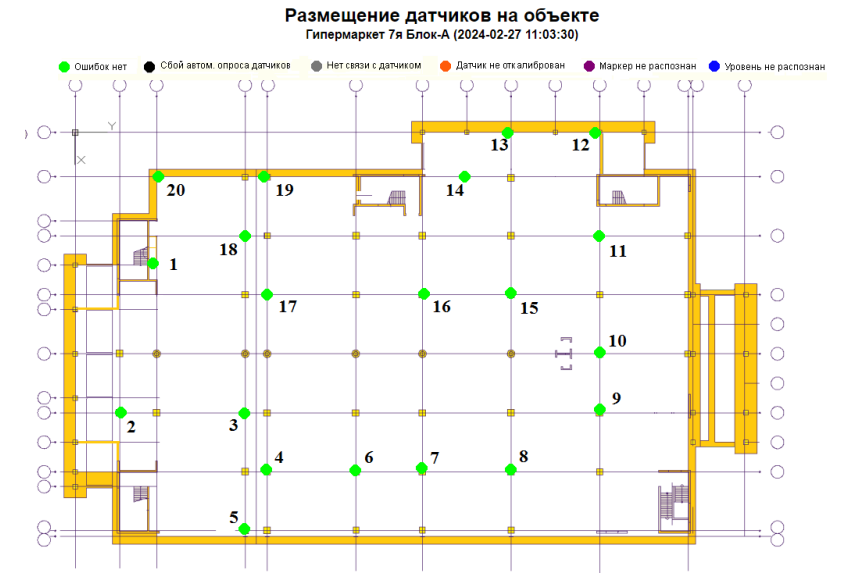 Размещение датчиков на объекте
Гипермаркет 7я Блок-А (2024-02-27 11:03:30)
Ошибок нет Сбой автом. опроса датчиков Нет связи с датчиком Датчик не откалиброван Маркер не распознан Уровень не распознан
Y
13 12
X
20 19 14
18 11
1
17 16 15
10
9
2 3
4 6 7 8
5